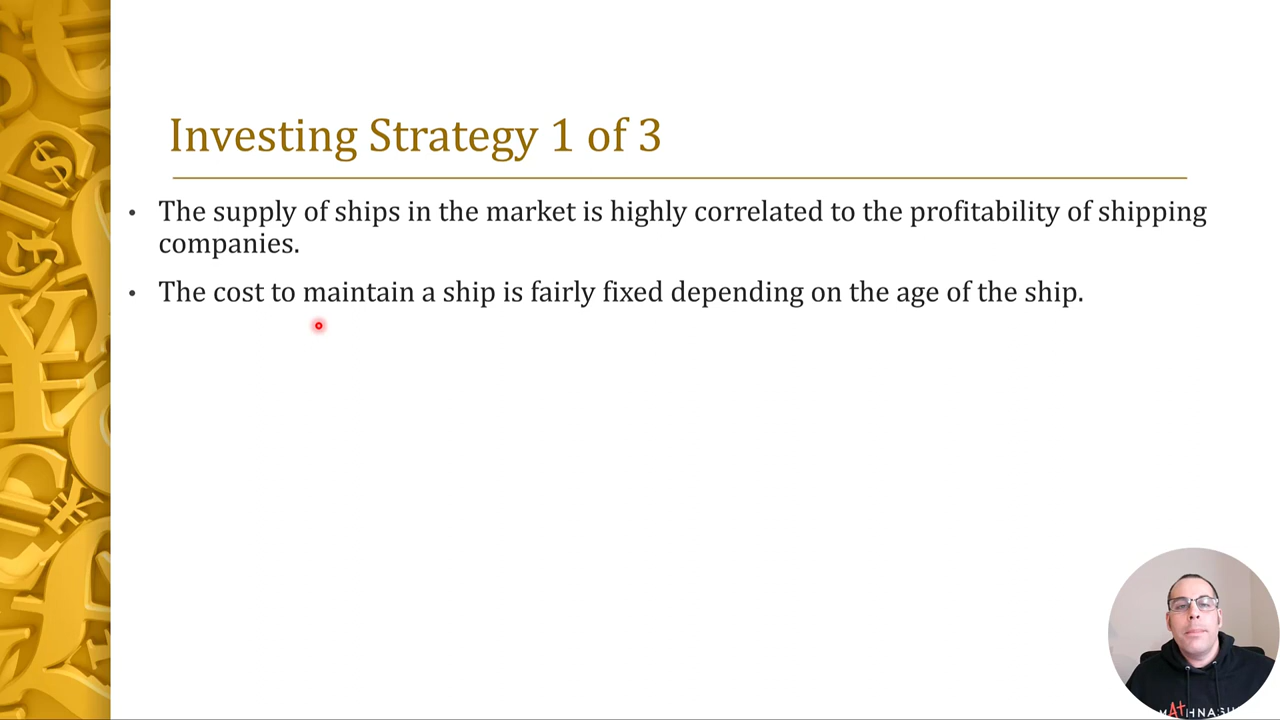 Investing Strategy 1 of 3
• The supply of ships in the market is highly correlated to the profitability of shipping
companies.
• The cost to maintain a ship is fairly fixed depending on the age of the ship.